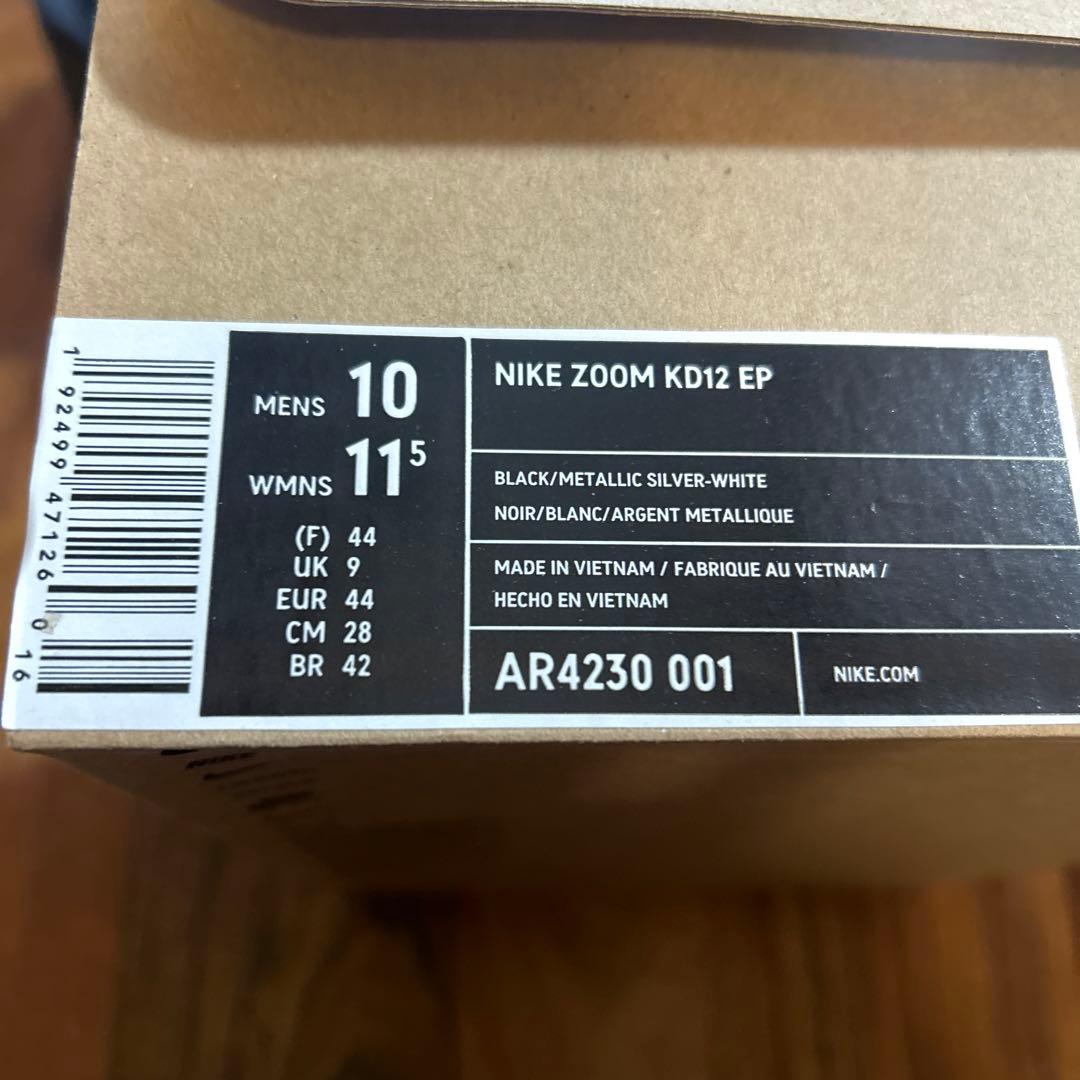 1 92499 47126 0 16
MENS 10
WMNS 11⁵
(F) 44
UK 9
EUR 44
CM 28
BR 42
NIKE ZOOM KD12 EP
BLACK/METALLIC SILVER-WHITE
NOIR/BLANC/ARGENT METALLIQUE
MADE IN VIETNAM / FABRIQUE AU VIETNAM /
HECHO EN VIETNAM
AR4230 001
NIKE.COM